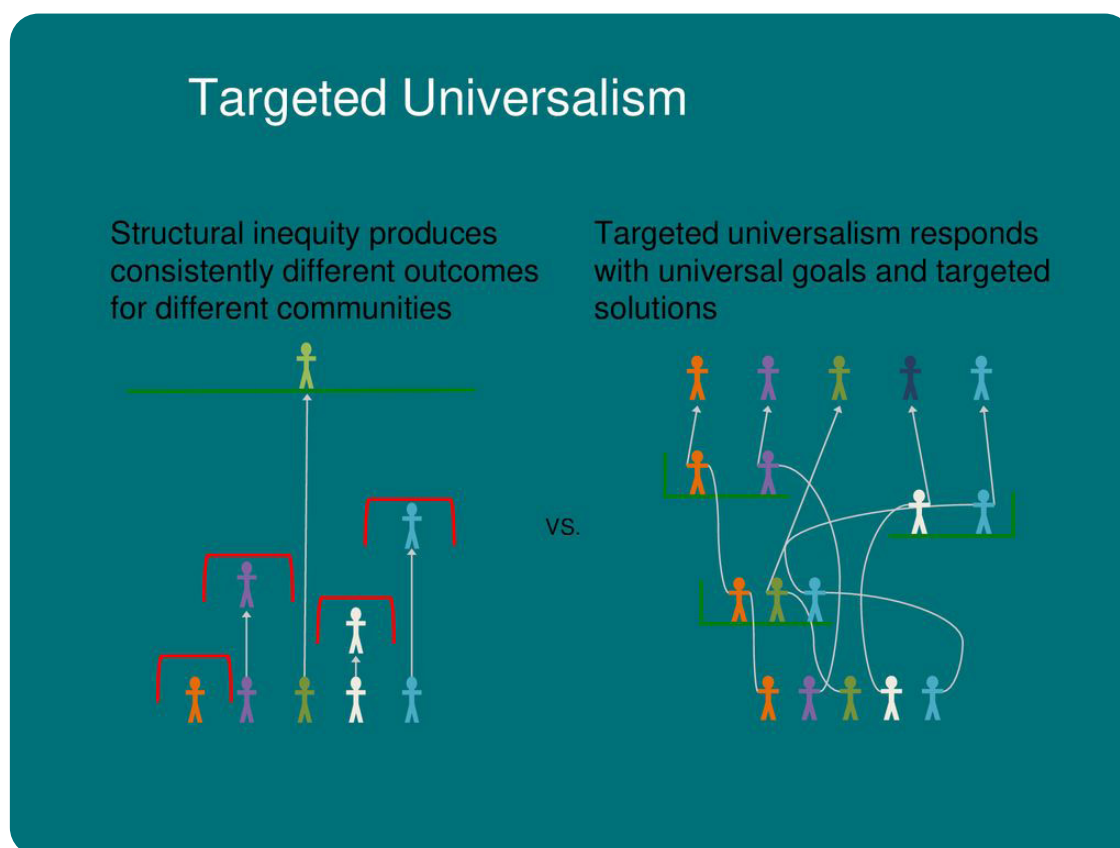 Targeted Universalism
Structural inequity produces
consistently different outcomes
for different communities
Targeted universalism responds
with universal goals and targeted
solutions
vs.